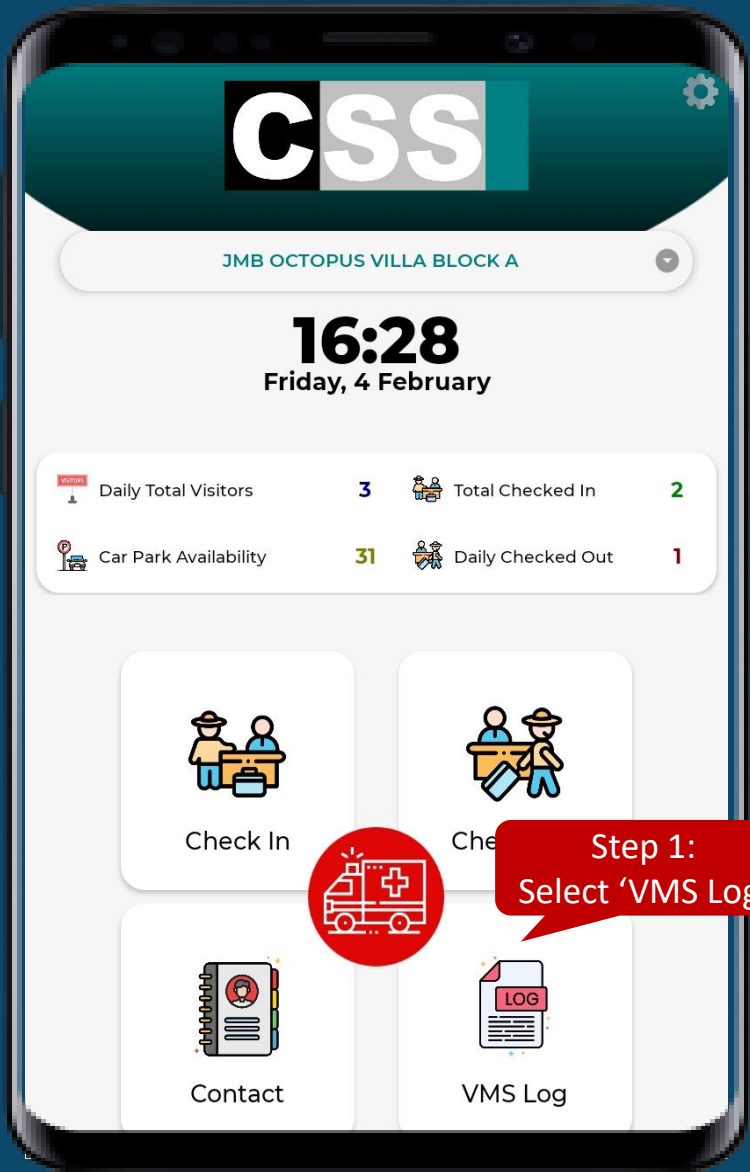 CSS
JMB OCTOPUS VILLA BLOCK A
16:28
Friday, 4 February
VISITORS
Daily Total Visitors 3 Total Checked In 2
P
Car Park Availability 31 Daily Checked Out 1
Check In Che
Step 1:
Select ‘VMS Log
LOG
Contact VMS Log